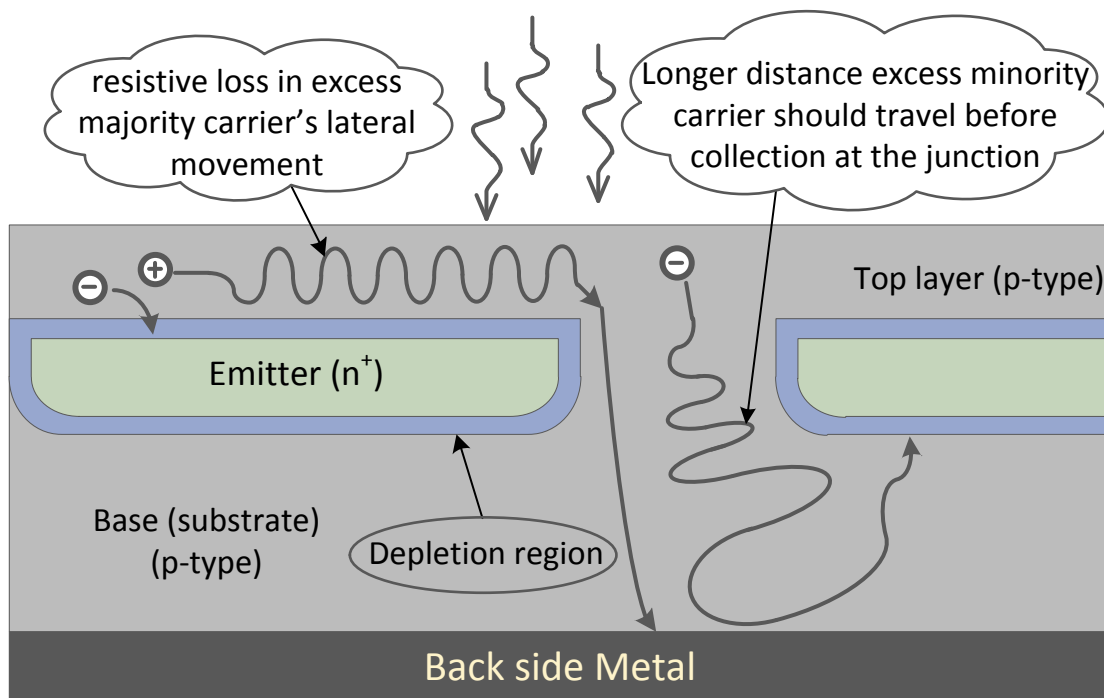 resistive loss in excess
majority carrier’s lateral
movement
Longer distance excess minority
carrier should travel before
collection at the junction
−
+
−
Top layer (p-type)
Emitter (n⁺)
Base (substrate)
(p-type)
Depletion region
Back side Metal